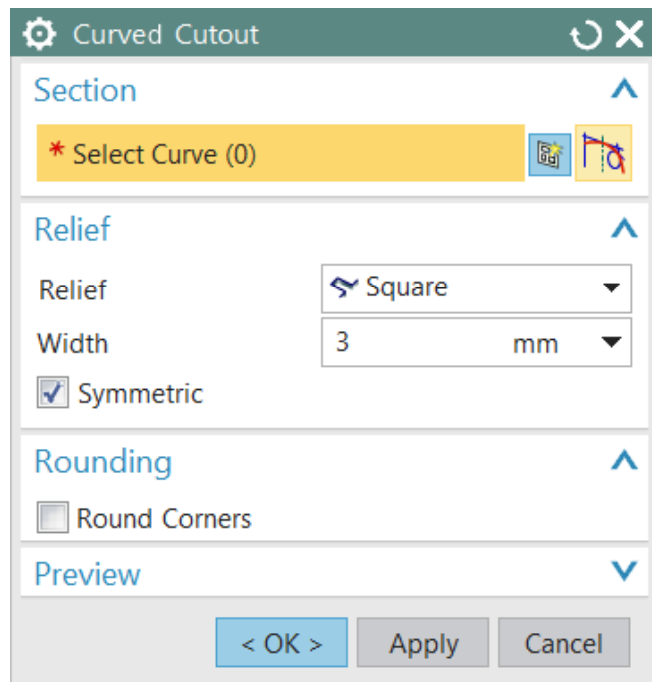 Curved Cutout
Section
* Select Curve (0)
Relief
Relief Square
Width 3 mm
Symmetric
Rounding
Round Corners
Preview
< OK > Apply Cancel